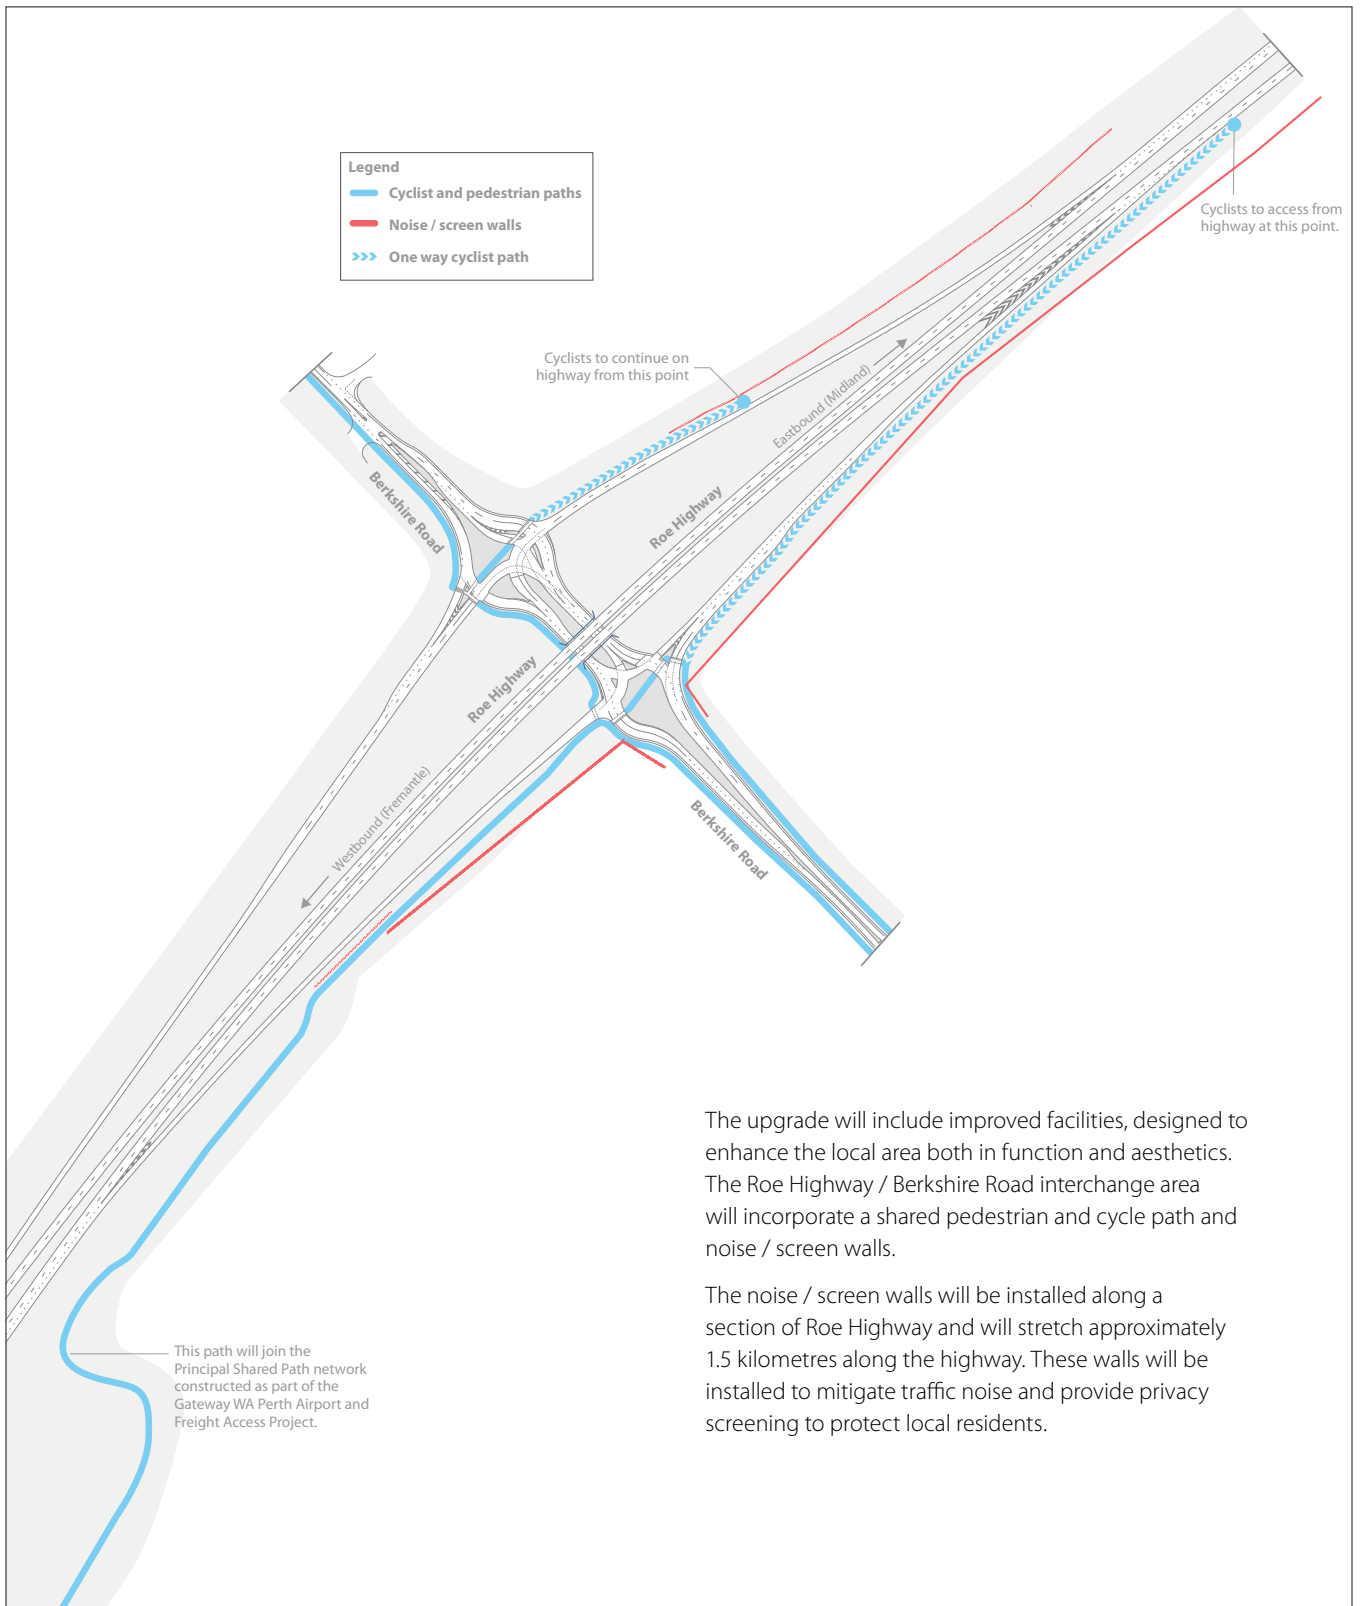 Legend
Cyclist and pedestrian paths
Noise / screen walls
One way cyclist path
Cyclists to access from
highway at this point.
Cyclists to continue on
highway from this point
Eastbound (Midland)
Roe Highway
Berkshire Road
Roe Highway
Westbound (Fremantle)
Berkshire Road
The upgrade will include improved facilities, designed to
enhance the local area both in function and aesthetics.
The Roe Highway / Berkshire Road interchange area
will incorporate a shared pedestrian and cycle path and
noise / screen walls.
The noise / screen walls will be installed along a
section of Roe Highway and will stretch approximately
1.5 kilometres along the highway. These walls will be
installed to mitigate traffic noise and provide privacy
screening to protect local residents.
This path will join the
Principal Shared Path network
constructed as part of the
Gateway WA Perth Airport and
Freight Access Project.